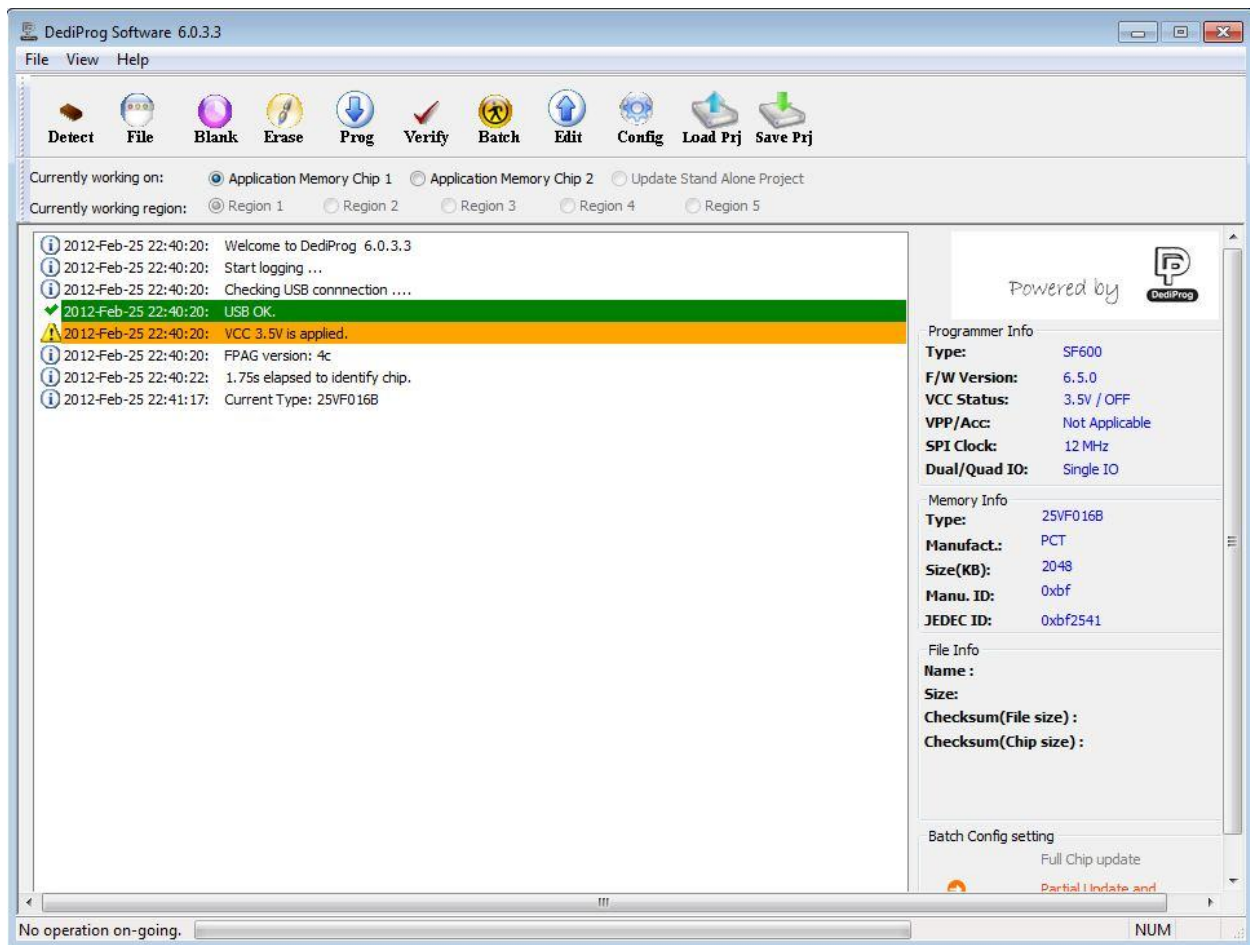 DediProg Software 6.0.3.3
File View Help
Detect File Blank Erase Prog Verify Batch Edit Config Load Prj Save Prj
Currently working on: Application Memory Chip 1 Application Memory Chip 2 Update Stand Alone Project
Currently working region: Region 1 Region 2 Region 3 Region 4 Region 5
2012-Feb-25 22:40:20: Welcome to DediProg 6.0.3.3
2012-Feb-25 22:40:20: Start logging ...
2012-Feb-25 22:40:20: Checking USB connnection ....
2012-Feb-25 22:40:20: USB OK.
2012-Feb-25 22:40:20: VCC 3.5V is applied.
2012-Feb-25 22:40:20: FPAG version: 4c
2012-Feb-25 22:40:22: 1.75s elapsed to identify chip.
2012-Feb-25 22:41:17: Current Type: 25VF016B
Powered by DediProg
Programmer Info
Type: SF600
F/W Version: 6.5.0
VCC Status: 3.5V / OFF
VPP/Acc: Not Applicable
SPI Clock: 12 MHz
Dual/Quad IO: Single IO
Memory Info
Type: 25VF016B
Manufact.: PCT
Size(KB): 2048
Manu. ID: 0xbf
JEDEC ID: 0xbf2541
File Info
Name :
Size:
Checksum(File size) :
Checksum(Chip size) :
Batch Config setting
Full Chip update
Partial Update and
No operation on-going. NUM